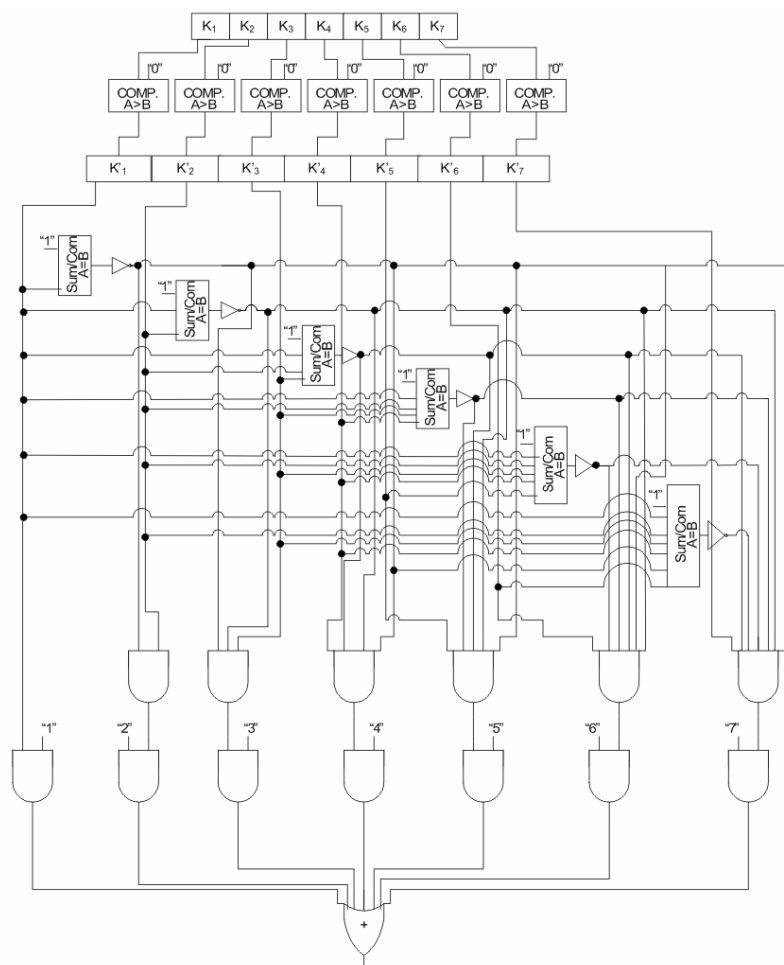 K1 K2 K3 K4 K5 K6 K7
"0" "0" "0" "0" "0" "0" "0"
COMP. A>B COMP. A>B COMP. A>B COMP. A>B COMP. A>B COMP. A>B COMP. A>B
K'1 K'2 K'3 K'4 K'5 K'6 K'7
"1"
Sum/Com A=B
"1"
Sum/Com A=B
"1"
Sum/Com A=B
"1"
Sum/Com A=B
"1"
Sum/Com A=B
"1"
Sum/Com A=B
"1" "2" "3" "4" "5" "6" "7"
+